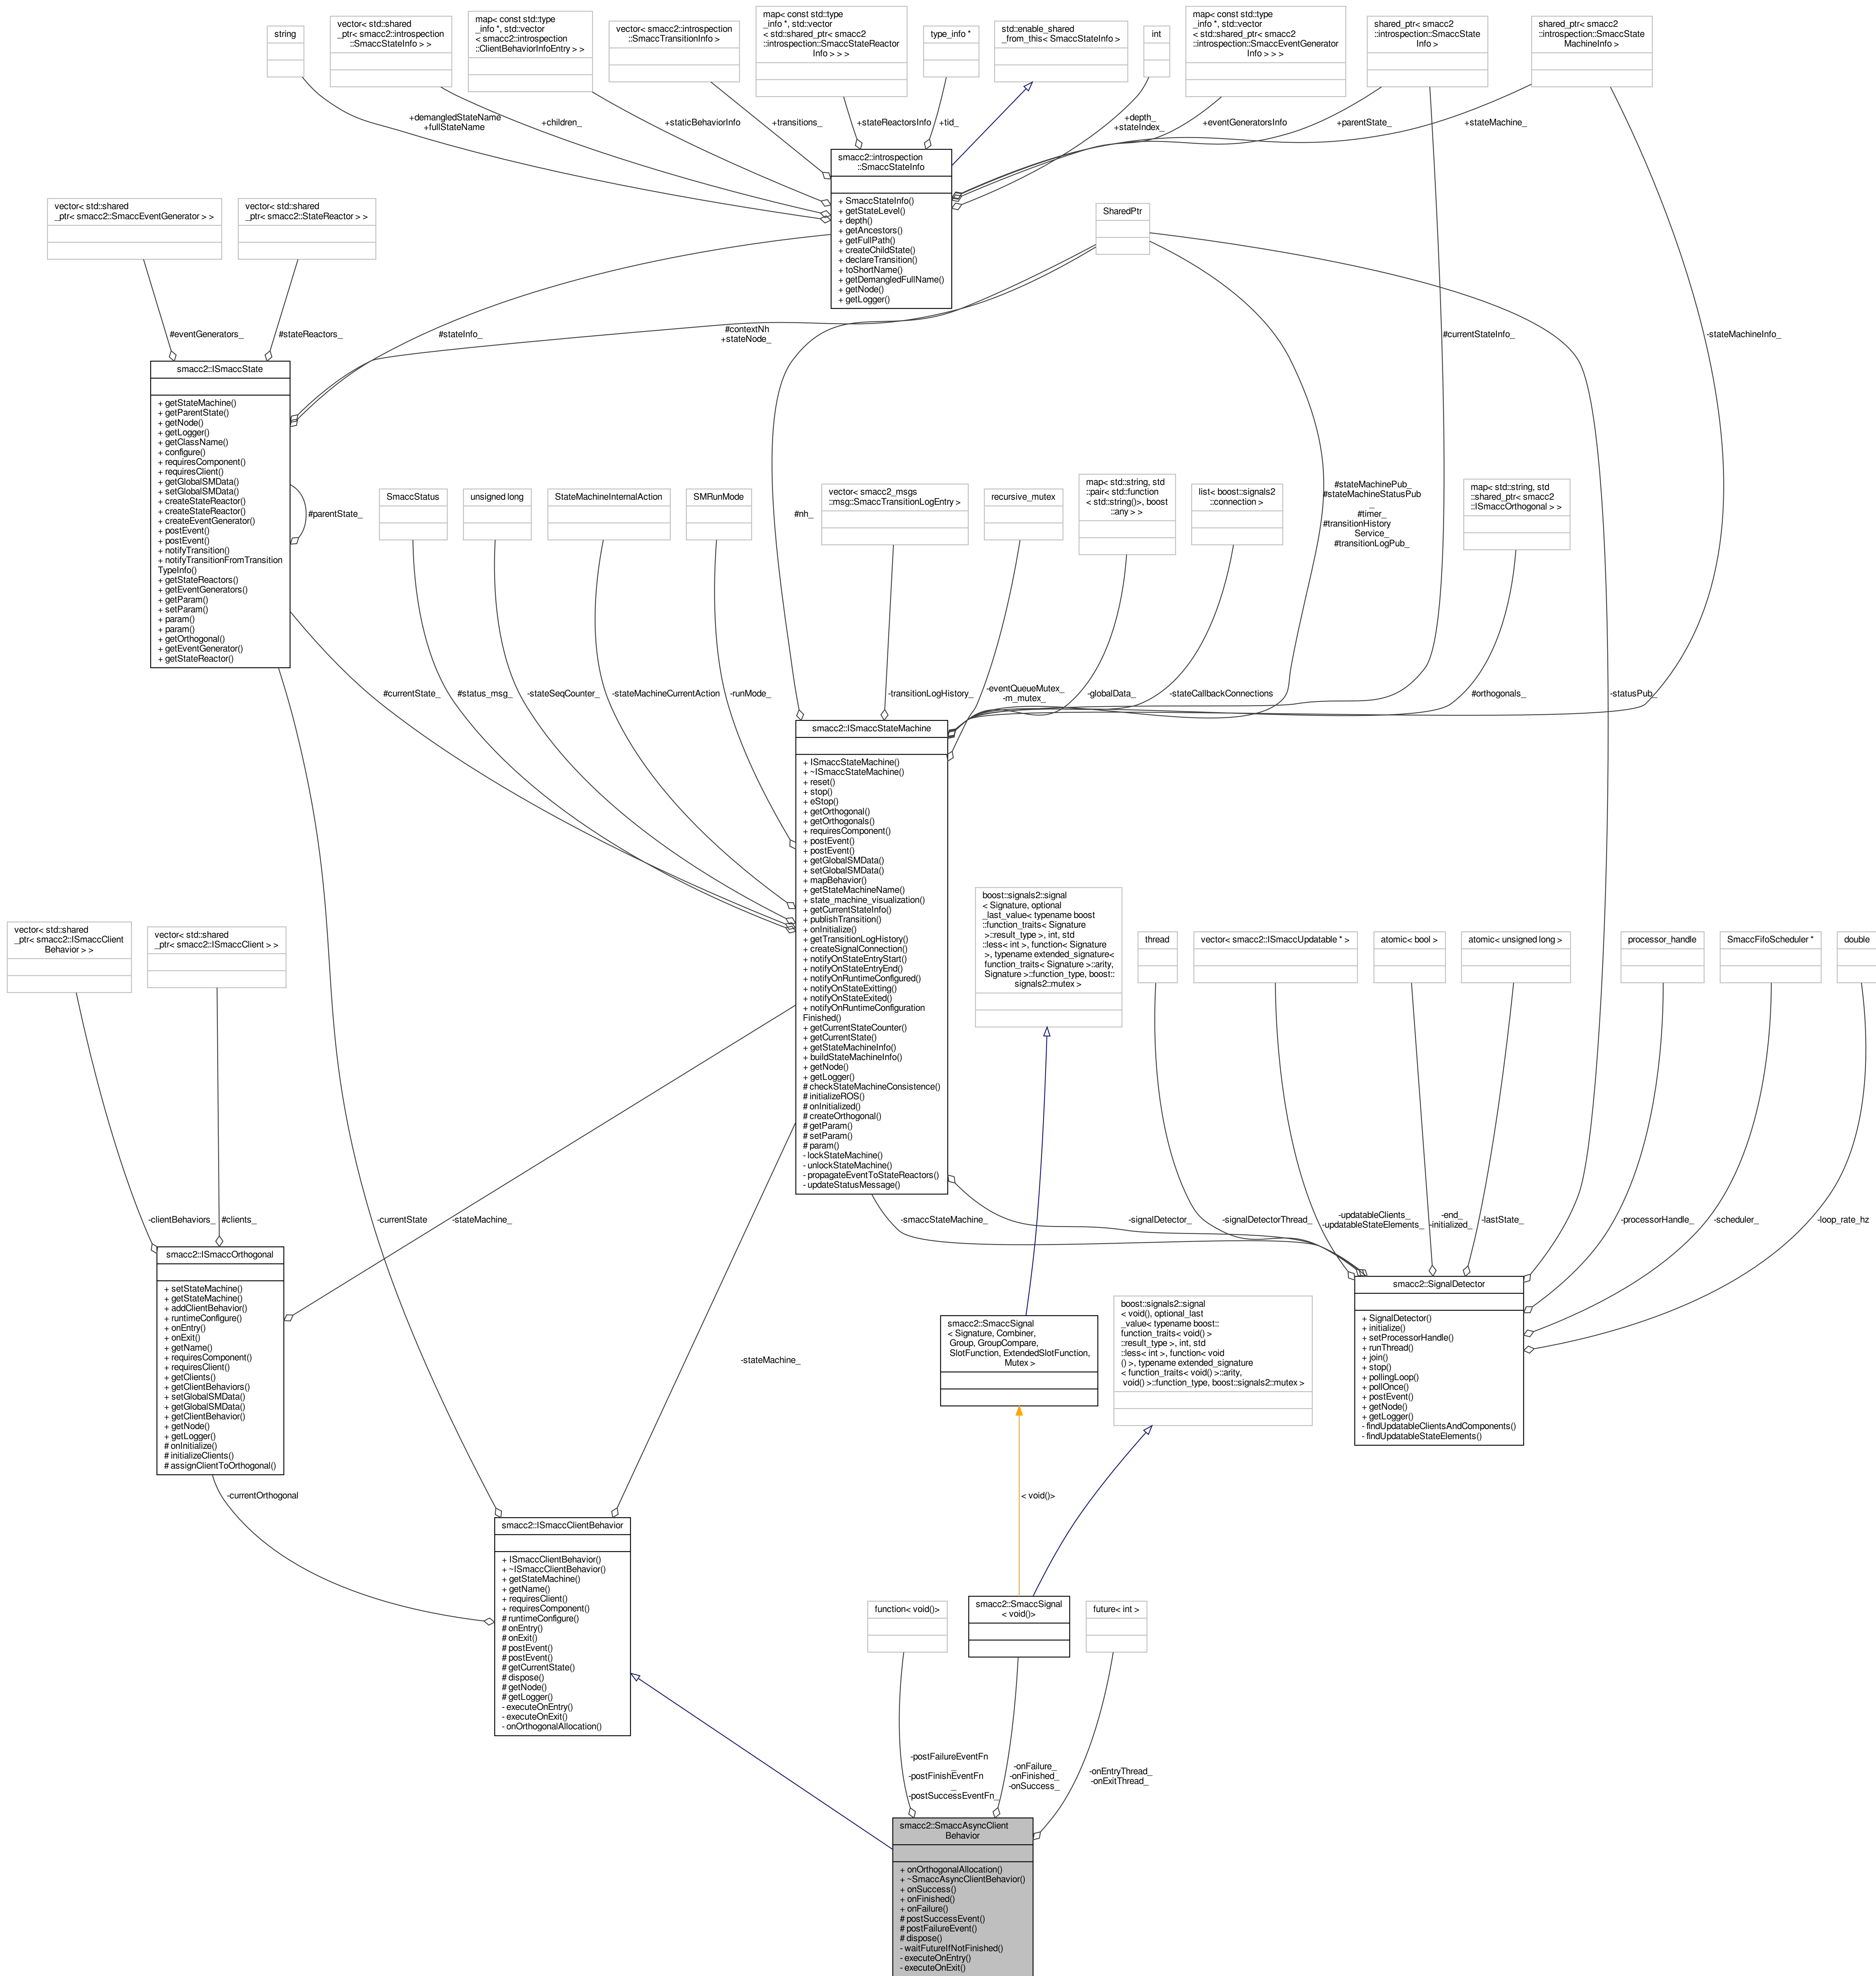 string
vector< std::shared
_ptr< smacc2::introspection
::SmaccStateInfo > >
map< const std::type
_info *, std::vector
< smacc2::introspection
::ClientBehaviorInfoEntry > >
vector< smacc2::introspection
::SmaccTransitionInfo >
map< const std::type
_info *, std::vector
< std::shared_ptr< smacc2
::introspection::SmaccStateReactor
Info > > >
type_info *
std::enable_shared
_from_this< SmaccStateInfo >
int
map< const std::type
_info *, std::vector
< std::shared_ptr< smacc2
::introspection::SmaccEventGenerator
Info > > >
shared_ptr< smacc2
::introspection::SmaccState
Info >
shared_ptr< smacc2
::introspection::SmaccState
MachineInfo >
+demangledStateName
+fullStateName
+children_
+staticBehaviorInfo
+transitions_
+stateReactorsInfo
+tid_
+depth_
+stateIndex_
+eventGeneratorsInfo
+parentState_
+stateMachine_
smacc2::introspection
::SmaccStateInfo
+ SmaccStateInfo()
+ getStateLevel()
+ depth()
+ getAncestors()
+ getFullPath()
+ createChildState()
+ declareTransition()
+ toShortName()
+ getDemangledFullName()
+ getNode()
+ getLogger()
vector< std::shared
_ptr< smacc2::SmaccEventGenerator > >
vector< std::shared
_ptr< smacc2::StateReactor > >
SharedPtr
#eventGenerators_
#stateReactors_
#stateInfo_
#contextNh
+stateNode_
#currentStateInfo_
-stateMachineInfo_
smacc2::ISmaccState
+ getStateMachine()
+ getParentState()
+ getNode()
+ getLogger()
+ getClassName()
+ configure()
+ requiresComponent()
+ requiresClient()
+ getGlobalSMData()
+ setGlobalSMData()
+ createStateReactor()
+ createStateReactor()
+ createEventGenerator()
+ postEvent()
+ postEvent()
+ notifyTransition()
+ notifyTransitionFromTransition
TypeInfo()
+ getStateReactors()
+ getEventGenerators()
+ getParam()
+ setParam()
+ param()
+ param()
+ getOrthogonal()
+ getEventGenerator()
+ getStateReactor()
#parentState_
SmaccStatus
unsigned long
StateMachineInternalAction
SMRunMode
#nh_
vector< smacc2_msgs
::msg::SmaccTransitionLogEntry >
recursive_mutex
map< std::string, std
::pair< std::function
< std::string()>, boost
::any > >
list< boost::signals2
::connection >
#stateMachinePub_
#stateMachineStatusPub
_
#timer_
#transitionHistory
Service_
#transitionLogPub_
map< std::string, std
::shared_ptr< smacc2
::ISmaccOrthogonal > >
#currentState_
#status_msg_
-stateSeqCounter_
-stateMachineCurrentAction
-runMode_
-transitionLogHistory_
-eventQueueMutex_
-m_mutex_
-globalData_
-stateCallbackConnections
#orthogonals_
-statusPub_
smacc2::ISmaccStateMachine
+ ISmaccStateMachine()
+ ~ISmaccStateMachine()
+ reset()
+ stop()
+ eStop()
+ getOrthogonal()
+ getOrthogonals()
+ requiresComponent()
+ postEvent()
+ postEvent()
+ getGlobalSMData()
+ setGlobalSMData()
+ mapBehavior()
+ getStateMachineName()
+ state_machine_visualization()
+ getCurrentStateInfo()
+ publishTransition()
+ onInitialize()
+ getTransitionLogHistory()
+ createSignalConnection()
+ notifyOnStateEntryStart()
+ notifyOnStateEntryEnd()
+ notifyOnRuntimeConfigured()
+ notifyOnStateExitting()
+ notifyOnStateExited()
+ notifyOnRuntimeConfiguration
Finished()
+ getCurrentStateCounter()
+ getCurrentState()
+ getStateMachineInfo()
+ buildStateMachineInfo()
+ getNode()
+ getLogger()
# checkStateMachineConsistence()
# initializeROS()
# onInitialized()
# createOrthogonal()
# getParam()
# setParam()
# param()
- lockStateMachine()
- unlockStateMachine()
- propagateEventToStateReactors()
- updateStatusMessage()
vector< std::shared
_ptr< smacc2::ISmaccClient
Behavior > >
vector< std::shared
_ptr< smacc2::ISmaccClient > >
boost::signals2::signal
< Signature, optional
_last_value< typename boost
::function_traits< Signature
>::result_type >, int, std
::less< int >, function< Signature
>, typename extended_signature<
function_traits< Signature >::arity,
Signature >::function_type, boost::
signals2::mutex >
thread
vector< smacc2::ISmaccUpdatable * >
atomic< bool >
atomic< unsigned long >
processor_handle
SmaccFifoScheduler *
double
-clientBehaviors_
#clients_
-currentState
-stateMachine_
-smaccStateMachine_
-signalDetector_
-signalDetectorThread_
-updatableClients_
-updatableStateElements_
-end_
-initialized_
-lastState_
-processorHandle_
-scheduler_
-loop_rate_hz
smacc2::ISmaccOrthogonal
+ setStateMachine()
+ getStateMachine()
+ addClientBehavior()
+ runtimeConfigure()
+ onEntry()
+ onExit()
+ getName()
+ requiresComponent()
+ requiresClient()
+ getClients()
+ getClientBehaviors()
+ setGlobalSMData()
+ getGlobalSMData()
+ getClientBehavior()
+ getNode()
+ getLogger()
# onInitialize()
# initializeClients()
# assignClientToOrthogonal()
-stateMachine_
smacc2::SmaccSignal
< Signature, Combiner,
Group, GroupCompare,
SlotFunction, ExtendedSlotFunction,
Mutex >
boost::signals2::signal
< void(), optional_last
_value< typename boost::
function_traits< void() >
::result_type >, int, std
::less< int >, function< void
() >, typename extended_signature
< function_traits< void() >::arity,
void() >::function_type, boost::signals2::mutex >
smacc2::SignalDetector
+ SignalDetector()
+ initialize()
+ setProcessorHandle()
+ runThread()
+ join()
+ stop()
+ pollingLoop()
+ pollOnce()
+ postEvent()
+ getNode()
+ getLogger()
- findUpdatableClientsAndComponents()
- findUpdatableStateElements()
-currentOrthogonal
< void()>
smacc2::ISmaccClientBehavior
+ ISmaccClientBehavior()
+ ~ISmaccClientBehavior()
+ getStateMachine()
+ getName()
+ requiresClient()
+ requiresComponent()
# runtimeConfigure()
# onEntry()
# onExit()
# postEvent()
# postEvent()
# getCurrentState()
# dispose()
# getNode()
# getLogger()
- executeOnEntry()
- executeOnExit()
- onOrthogonalAllocation()
function< void()>
smacc2::SmaccSignal
< void()>
future< int >
-postFailureEventFn
_
-postFinishEventFn
_
-postSuccessEventFn_
-onFailure_
-onFinished_
-onSuccess_
-onEntryThread_
-onExitThread_
smacc2::SmaccAsyncClient
Behavior
+ onOrthogonalAllocation()
+ ~SmaccAsyncClientBehavior()
+ onSuccess()
+ onFinished()
+ onFailure()
# postSuccessEvent()
# postFailureEvent()
# dispose()
- waitFutureIfNotFinished()
- executeOnEntry()
- executeOnExit()